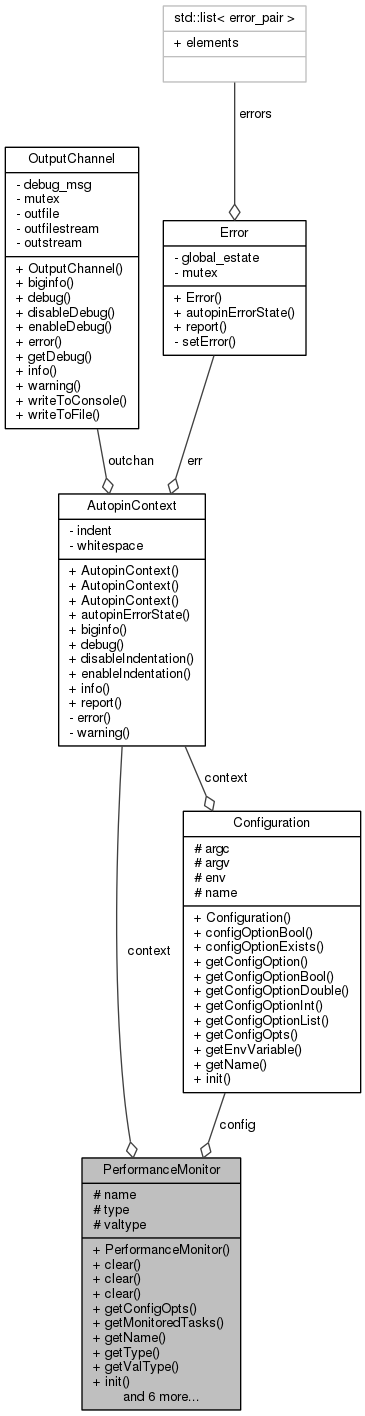 std::list< error_pair >
+ elements
errors
OutputChannel
- debug_msg
- mutex
- outfile
- outfilestream
- outstream
+ OutputChannel()
+ biginfo()
+ debug()
+ disableDebug()
+ enableDebug()
+ error()
+ getDebug()
+ info()
+ warning()
+ writeToConsole()
+ writeToFile()
Error
- global_estate
- mutex
+ Error()
+ autopinErrorState()
+ report()
- setError()
outchan
err
AutopinContext
- indent
- whitespace
+ AutopinContext()
+ AutopinContext()
+ AutopinContext()
+ autopinErrorState()
+ biginfo()
+ debug()
+ disableIndentation()
+ enableIndentation()
+ info()
+ report()
- error()
- warning()
context
Configuration
# argc
# argv
# env
# name
+ Configuration()
+ configOptionBool()
+ configOptionExists()
+ getConfigOption()
+ getConfigOptionBool()
+ getConfigOptionDouble()
+ getConfigOptionInt()
+ getConfigOptionList()
+ getConfigOpts()
+ getEnvVariable()
+ getName()
+ init()
context
config
PerformanceMonitor
# name
# type
# valtype
+ PerformanceMonitor()
+ clear()
+ clear()
+ clear()
+ getConfigOpts()
+ getMonitoredTasks()
+ getName()
+ getType()
+ getValType()
+ init()
and 6 more...